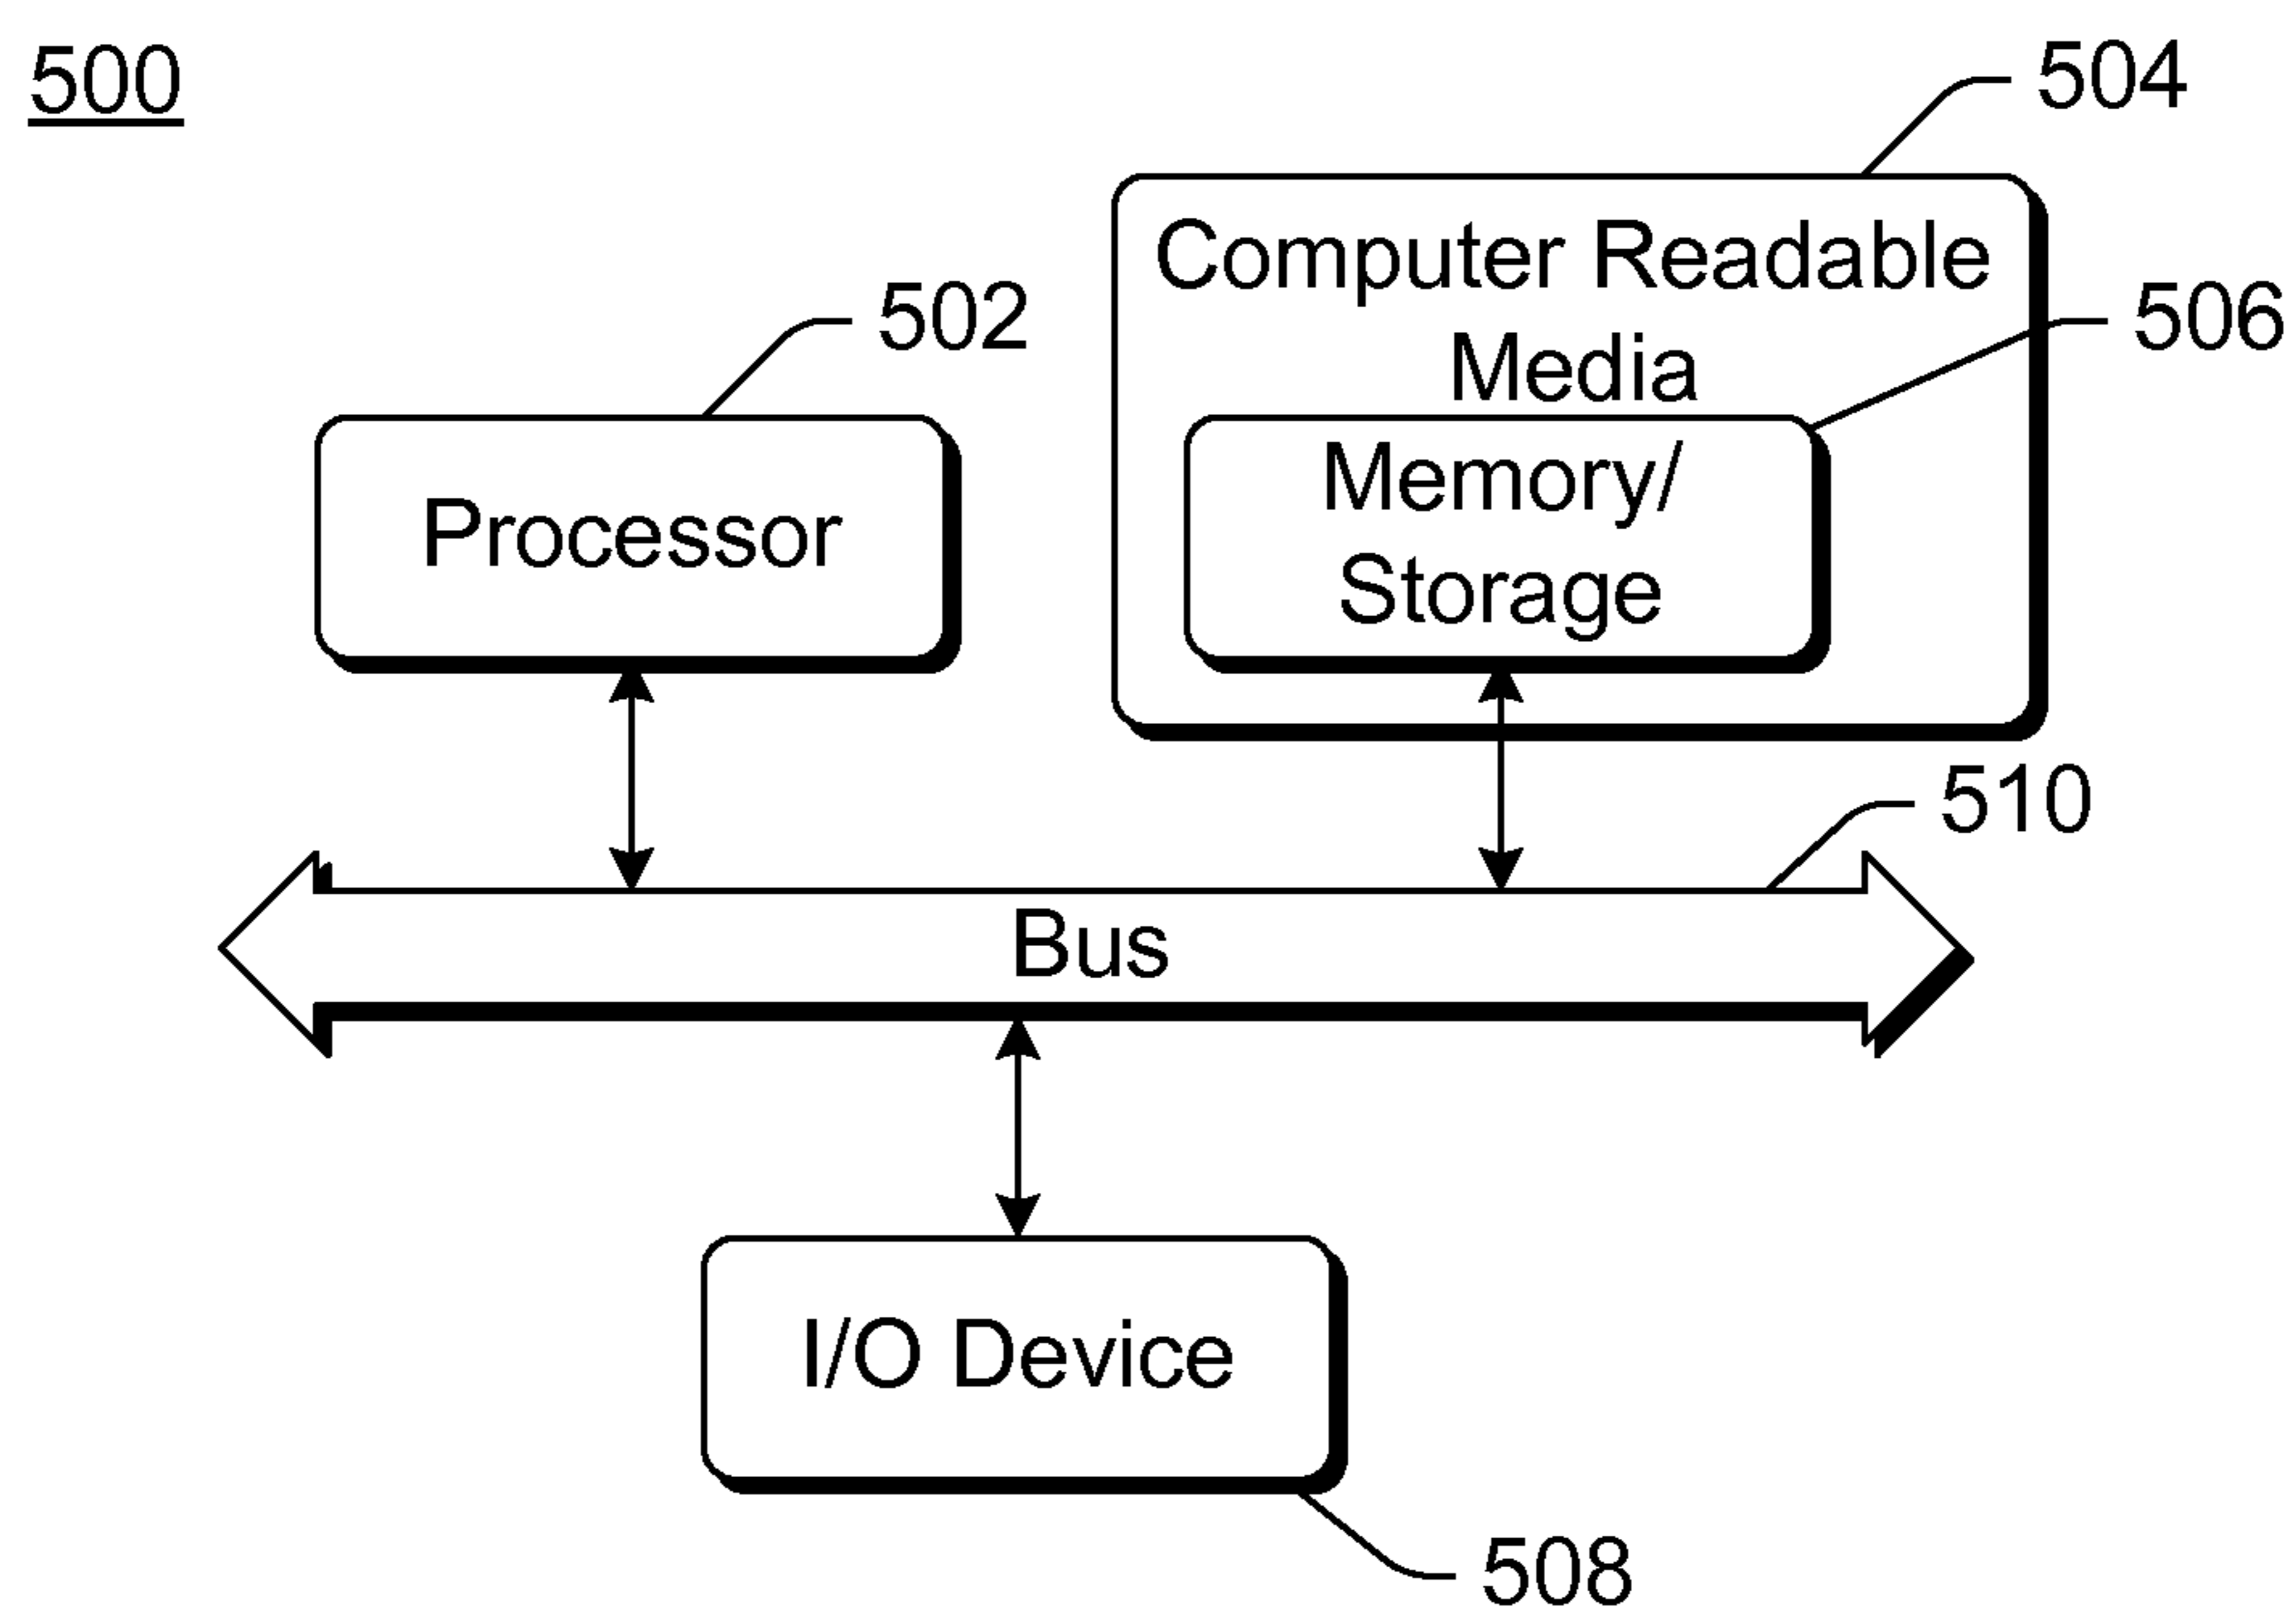 500
504
Computer Readable
Media
502
506
Memory/
Storage
Processor
510
Bus
I/O Device
508